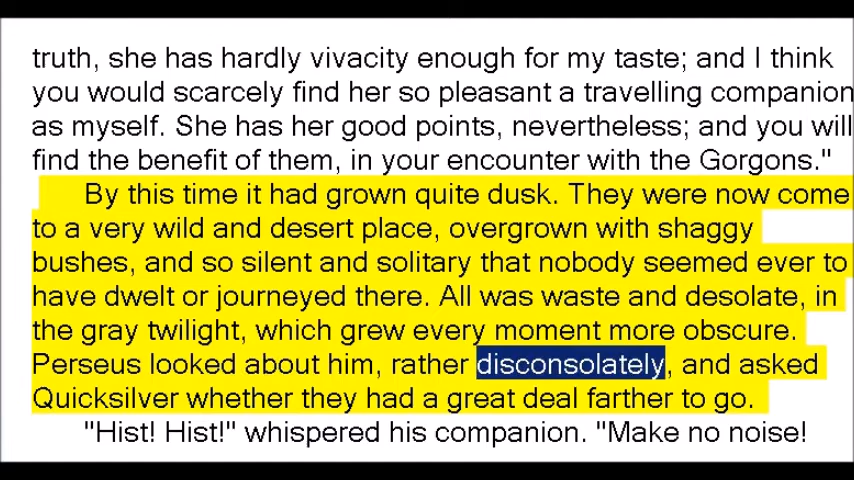 truth, she has hardly vivacity enough for my taste; and I think
you would scarcely find her so pleasant a travelling companion
as myself. She has her good points, nevertheless; and you will
find the benefit of them, in your encounter with the Gorgons."
By this time it had grown quite dusk. They were now come
to a very wild and desert place, overgrown with shaggy
bushes, and so silent and solitary that nobody seemed ever to
have dwelt or journeyed there. All was waste and desolate, in
the gray twilight, which grew every moment more obscure.
Perseus looked about him, rather disconsolately, and asked
Quicksilver whether they had a great deal farther to go.
"Hist! Hist!" whispered his companion. "Make no noise!